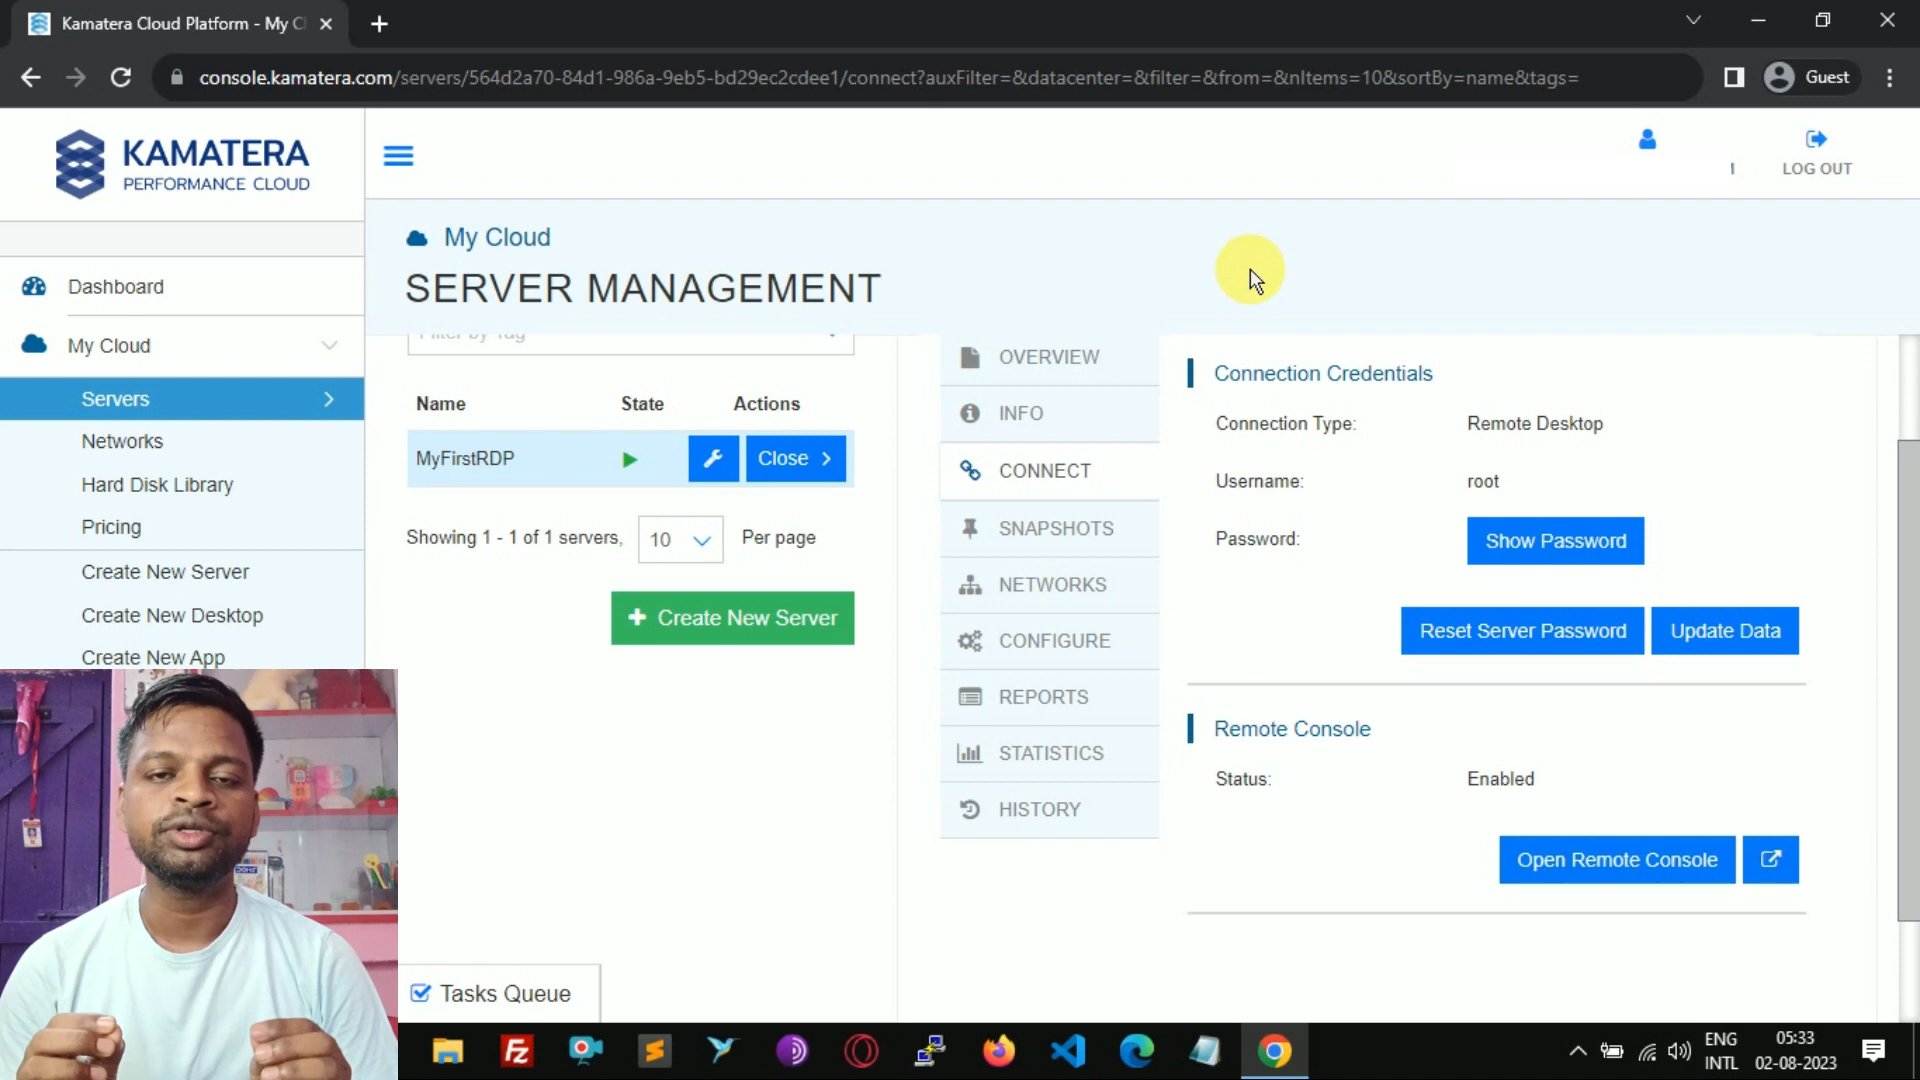 Kamatera Cloud Platform - My C
console.kamatera.com/servers/564d2a70-84d1-986a-9eb5-bd29ec2cdee1/connect?auxFilter=&datacenter=&filter=&from=&nItems=10&sortBy=name&tags=
Guest
KAMATERA
PERFORMANCE CLOUD
LOG OUT
My Cloud
SERVER MANAGEMENT
Dashboard
My Cloud
Servers
Networks
Hard Disk Library
Pricing
Create New Server
Create New Desktop
Create New App
Filter by Tag
Name State Actions
MyFirstRDP Close
Showing 1 - 1 of 1 servers, 10 Per page
+ Create New Server
OVERVIEW
INFO
CONNECT
SNAPSHOTS
NETWORKS
CONFIGURE
REPORTS
STATISTICS
HISTORY
Connection Credentials
Connection Type: Remote Desktop
Username: root
Password: Show Password
Reset Server Password Update Data
Remote Console
Status: Enabled
Open Remote Console
Tasks Queue
Fz
ENG
INTL
05:33
02-08-2023